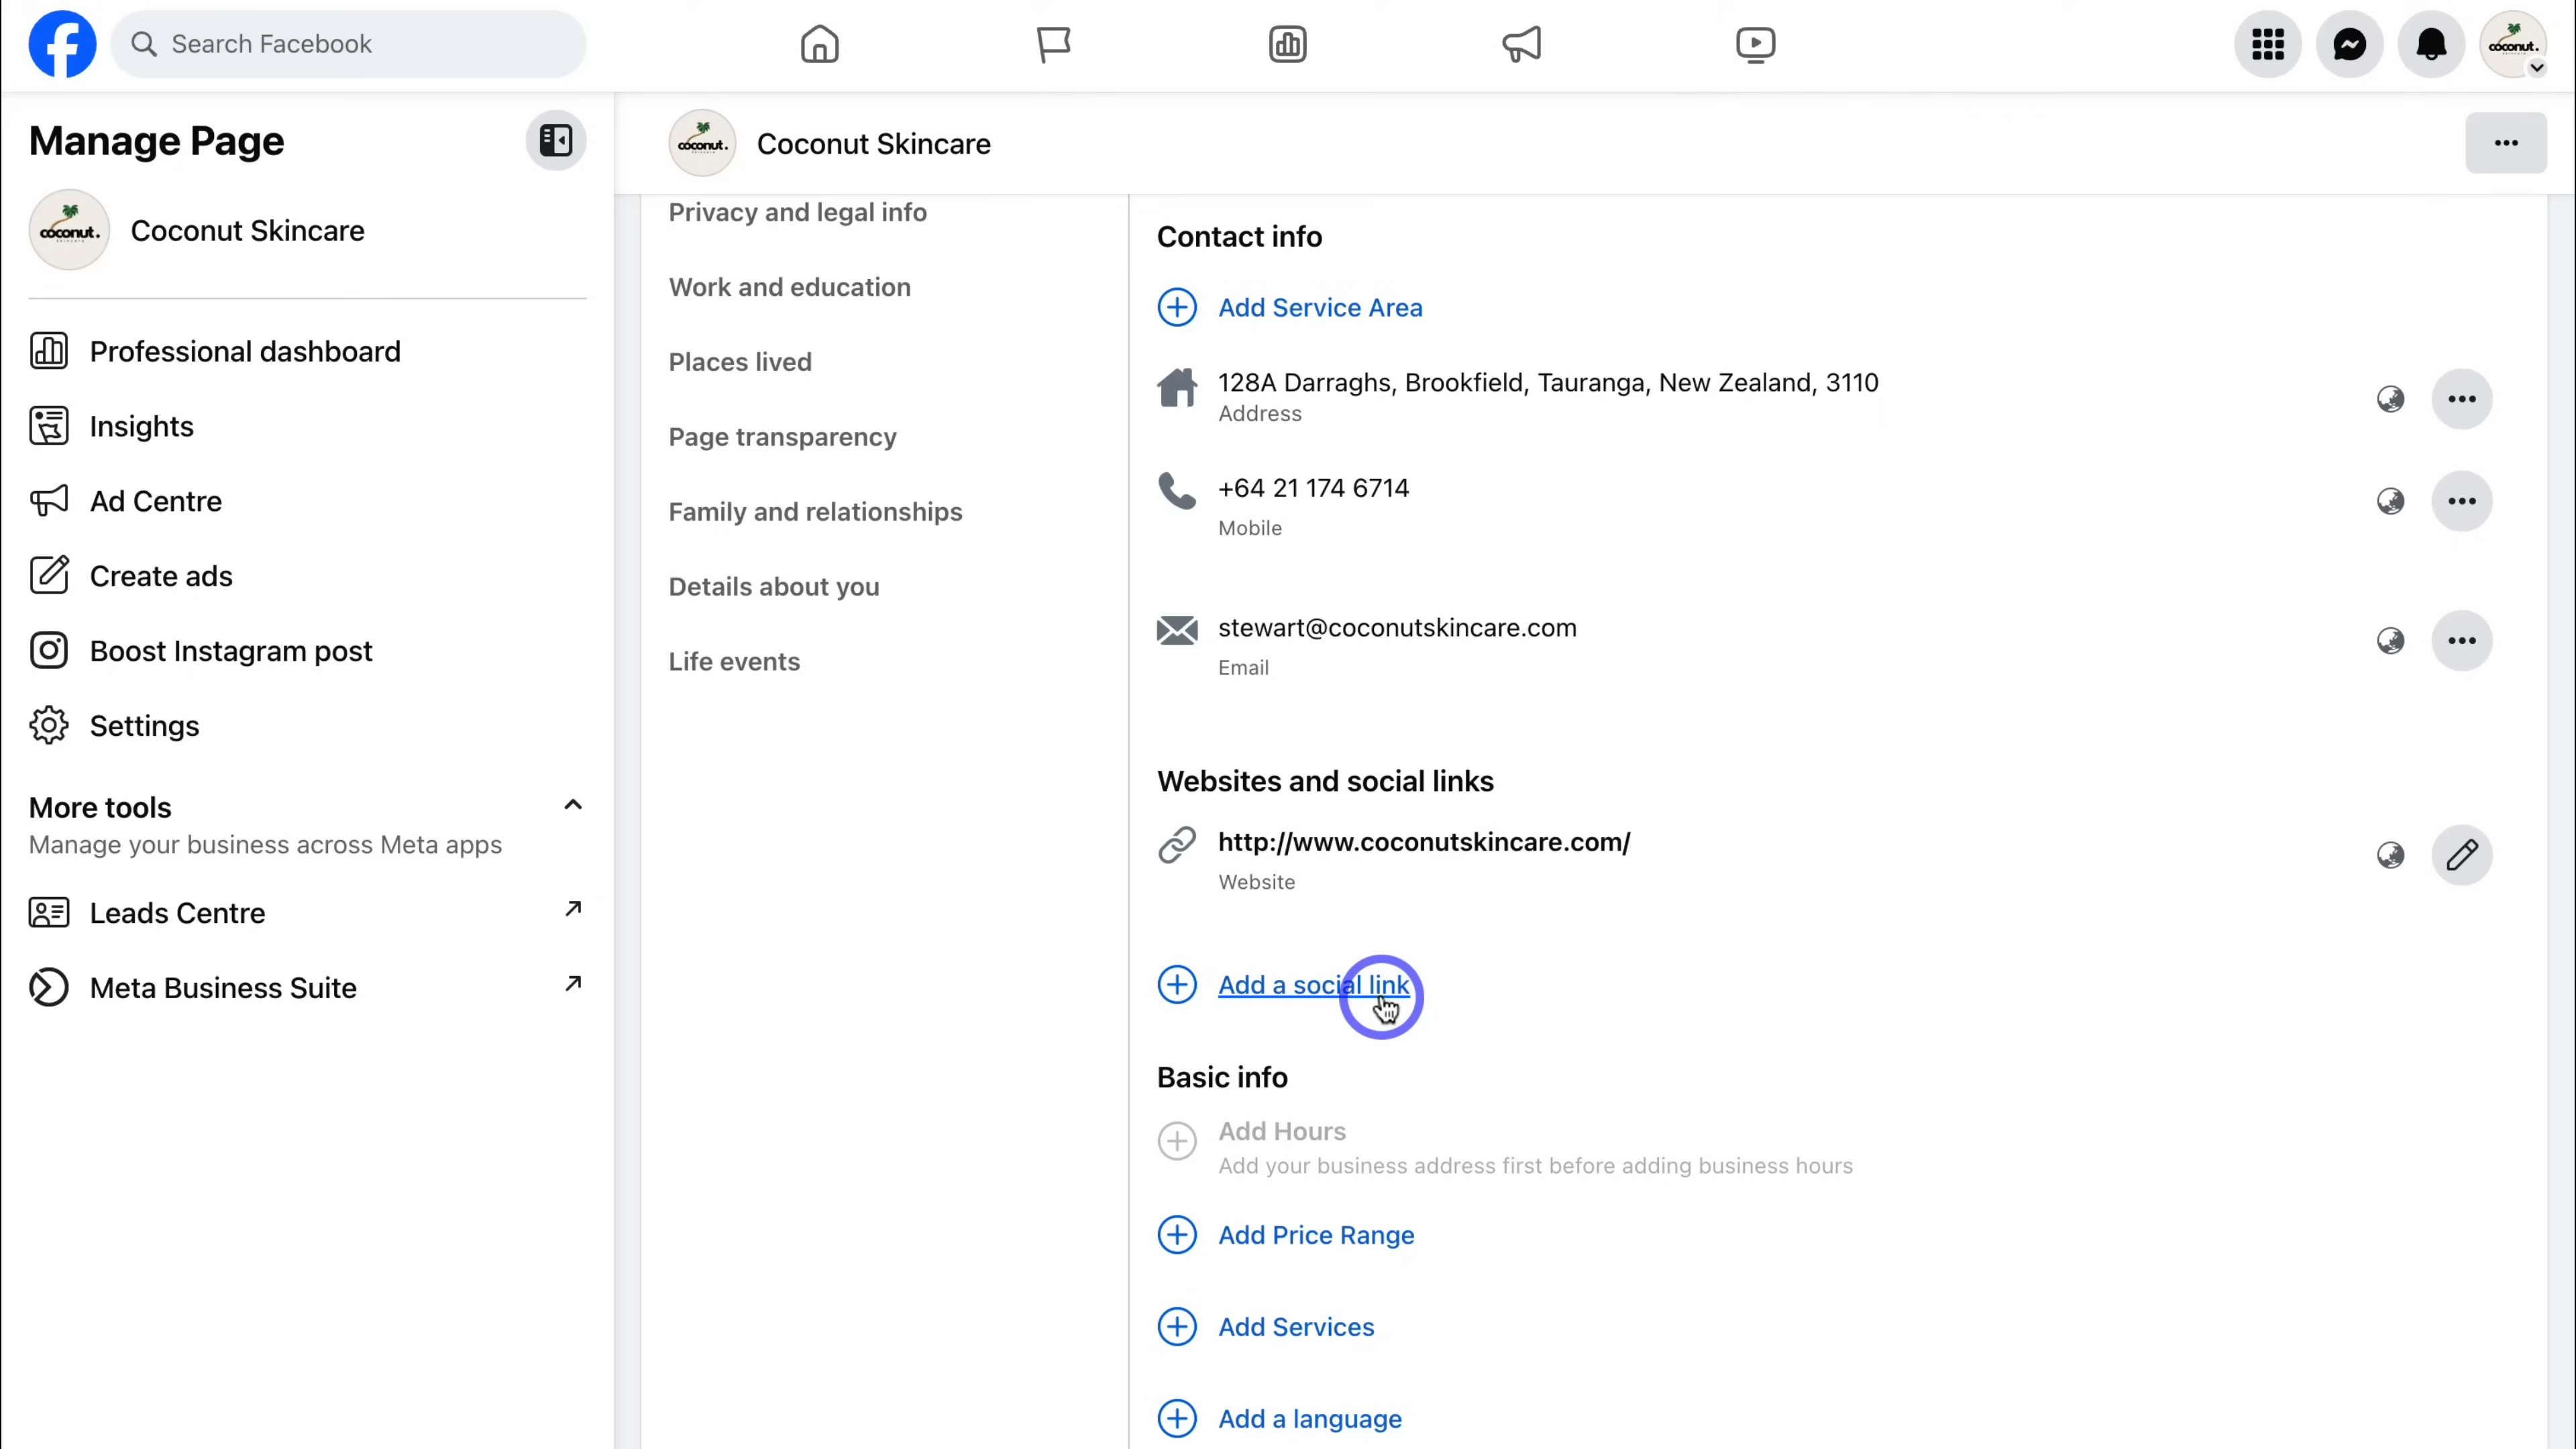 Search Facebook
coconut.
Manage Page
coconut.
Coconut Skincare
Professional dashboard
Insights
Ad Centre
Create ads
Boost Instagram post
Settings
More tools
Manage your business across Meta apps
Leads Centre
Meta Business Suite
coconut.
Coconut Skincare
Privacy and legal info
Work and education
Places lived
Page transparency
Family and relationships
Details about you
Life events
Contact info
Add Service Area
128A Darraghs, Brookfield, Tauranga, New Zealand, 3110
Address
+64 21 174 6714
Mobile
stewart@coconutskincare.com
Email
Websites and social links
http://www.coconutskincare.com/
Website
Add a social link
Basic info
Add Hours
Add your business address first before adding business hours
Add Price Range
Add Services
Add a language